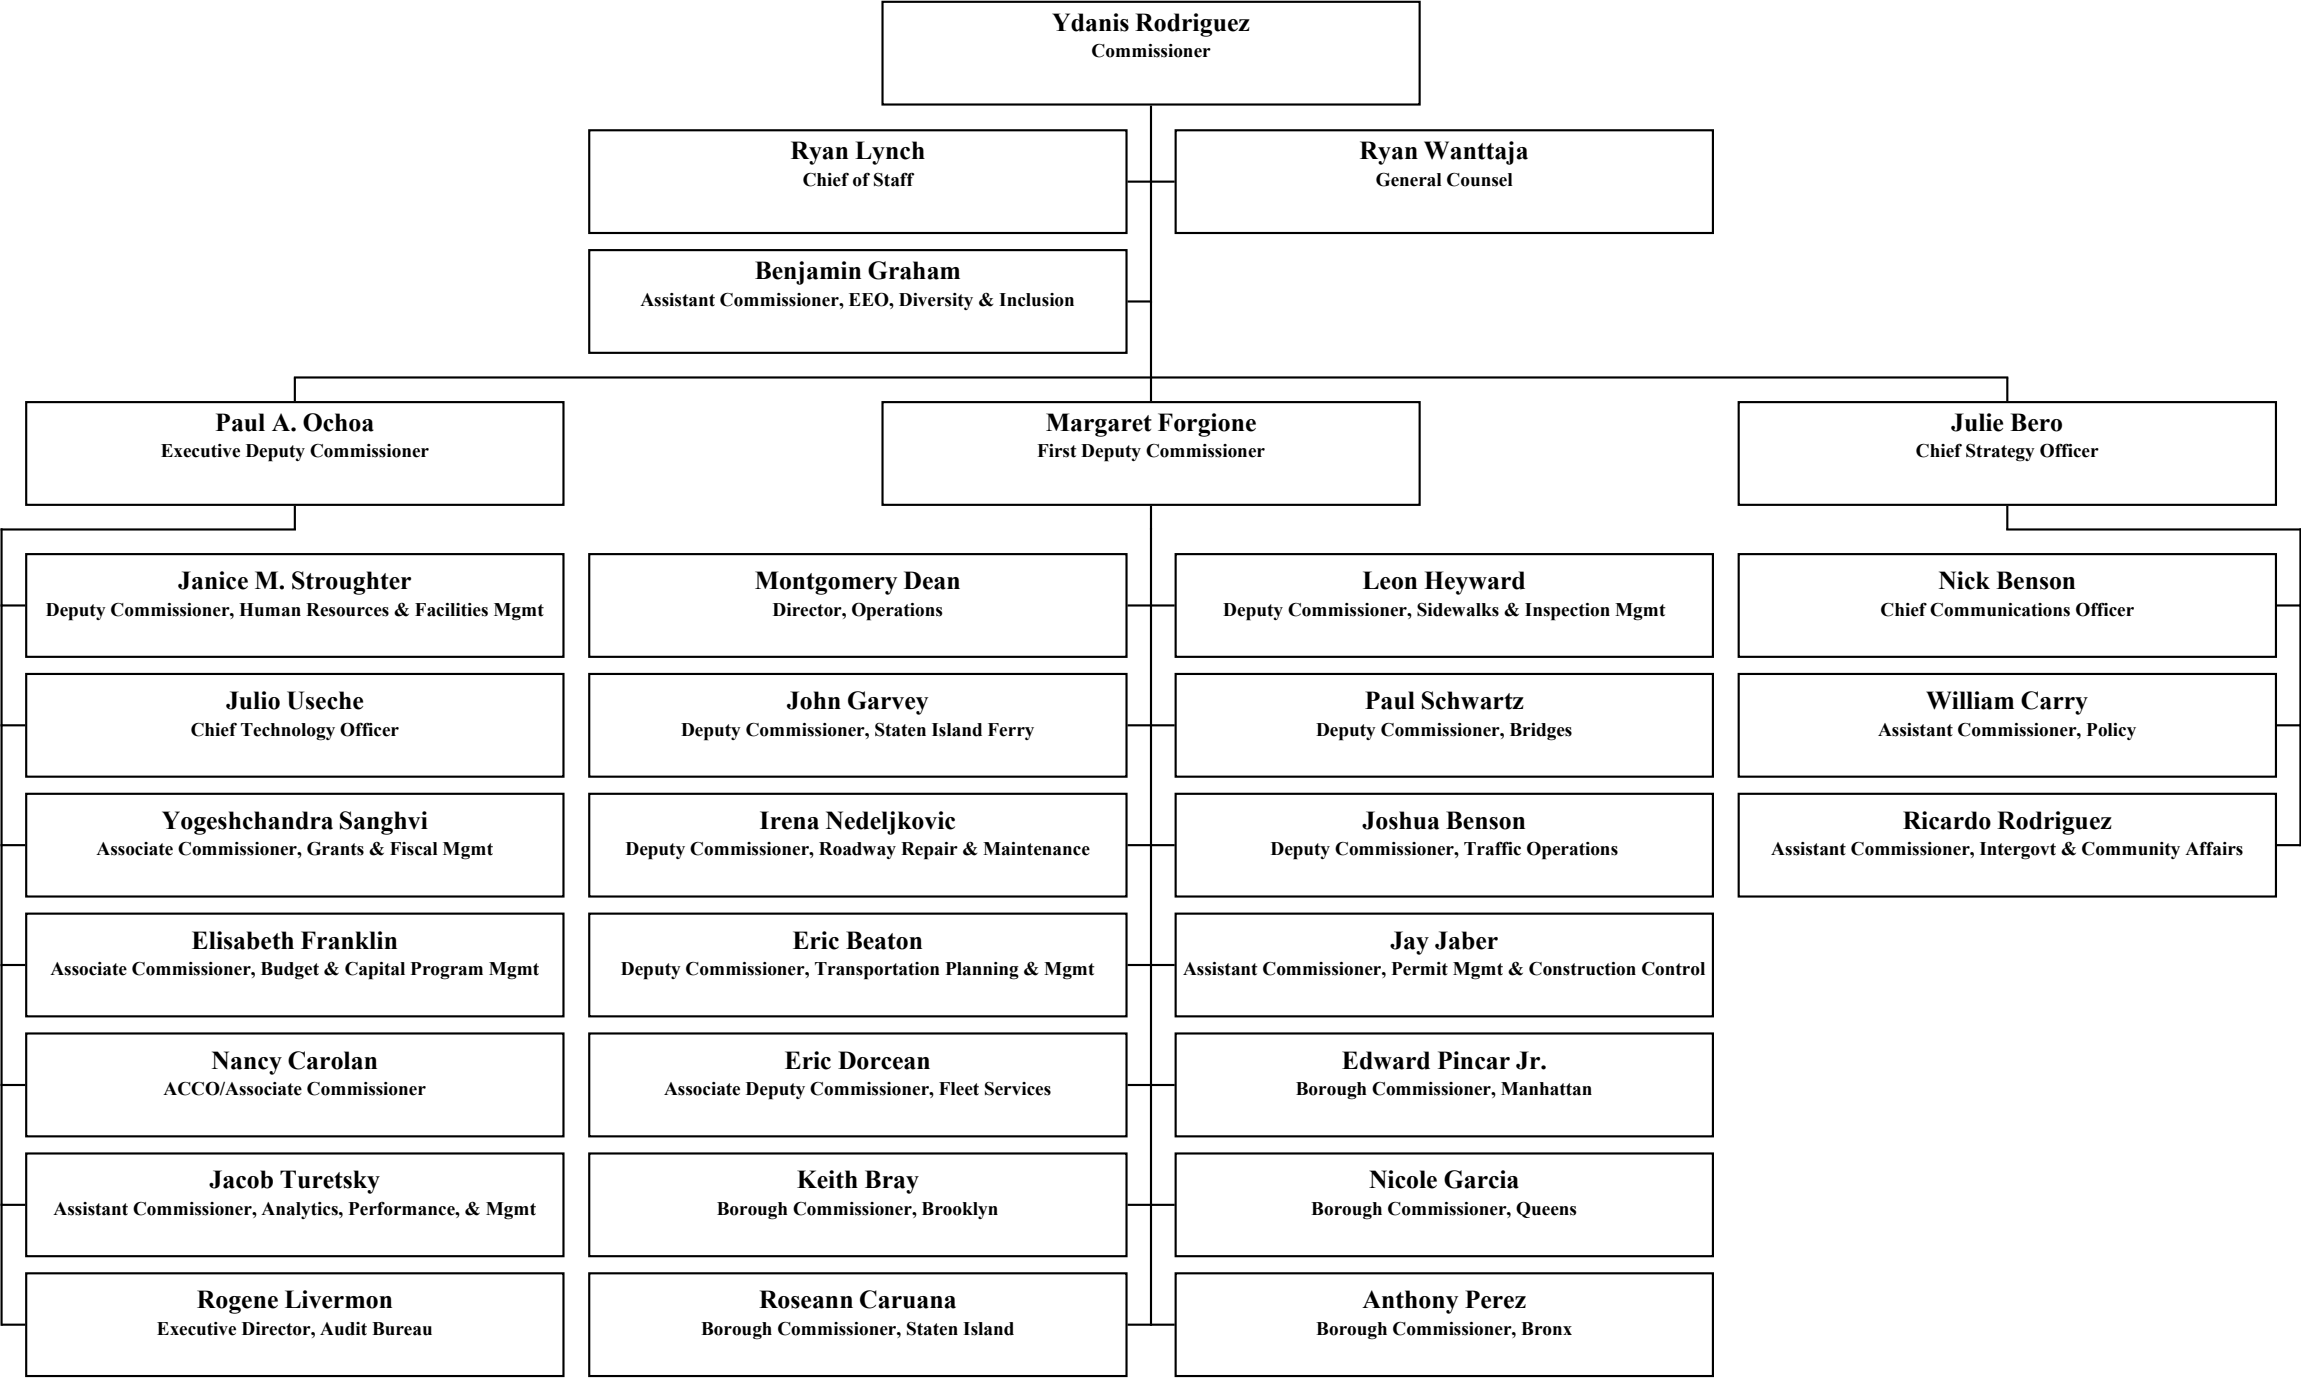 Ydanis Rodriguez
Commissioner
Ryan Lynch
Chief of Staff
Ryan Wanttaja
General Counsel
Benjamin Graham
Assistant Commissioner, EEO, Diversity & Inclusion
Paul A. Ochoa
Executive Deputy Commissioner
Margaret Forgione
First Deputy Commissioner
Julie Bero
Chief Strategy Officer
Janice M. Stroughter
Deputy Commissioner, Human Resources & Facilities Mgmt
Montgomery Dean
Director, Operations
Leon Heyward
Deputy Commissioner, Sidewalks & Inspection Mgmt
Nick Benson
Chief Communications Officer
Julio Useche
Chief Technology Officer
John Garvey
Deputy Commissioner, Staten Island Ferry
Paul Schwartz
Deputy Commissioner, Bridges
William Carry
Assistant Commissioner, Policy
Yogeshchandra Sanghvi
Associate Commissioner, Grants & Fiscal Mgmt
Irena Nedeljkovic
Deputy Commissioner, Roadway Repair & Maintenance
Joshua Benson
Deputy Commissioner, Traffic Operations
Ricardo Rodriguez
Assistant Commissioner, Intergovt & Community Affairs
Elisabeth Franklin
Associate Commissioner, Budget & Capital Program Mgmt
Eric Beaton
Deputy Commissioner, Transportation Planning & Mgmt
Jay Jaber
Assistant Commissioner, Permit Mgmt & Construction Control
Nancy Carolan
ACCO/Associate Commissioner
Eric Dorcean
Associate Deputy Commissioner, Fleet Services
Edward Pincar Jr.
Borough Commissioner, Manhattan
Jacob Turetsky
Assistant Commissioner, Analytics, Performance, & Mgmt
Keith Bray
Borough Commissioner, Brooklyn
Nicole Garcia
Borough Commissioner, Queens
Rogene Livermon
Executive Director, Audit Bureau
Roseann Caruana
Borough Commissioner, Staten Island
Anthony Perez
Borough Commissioner, Bronx